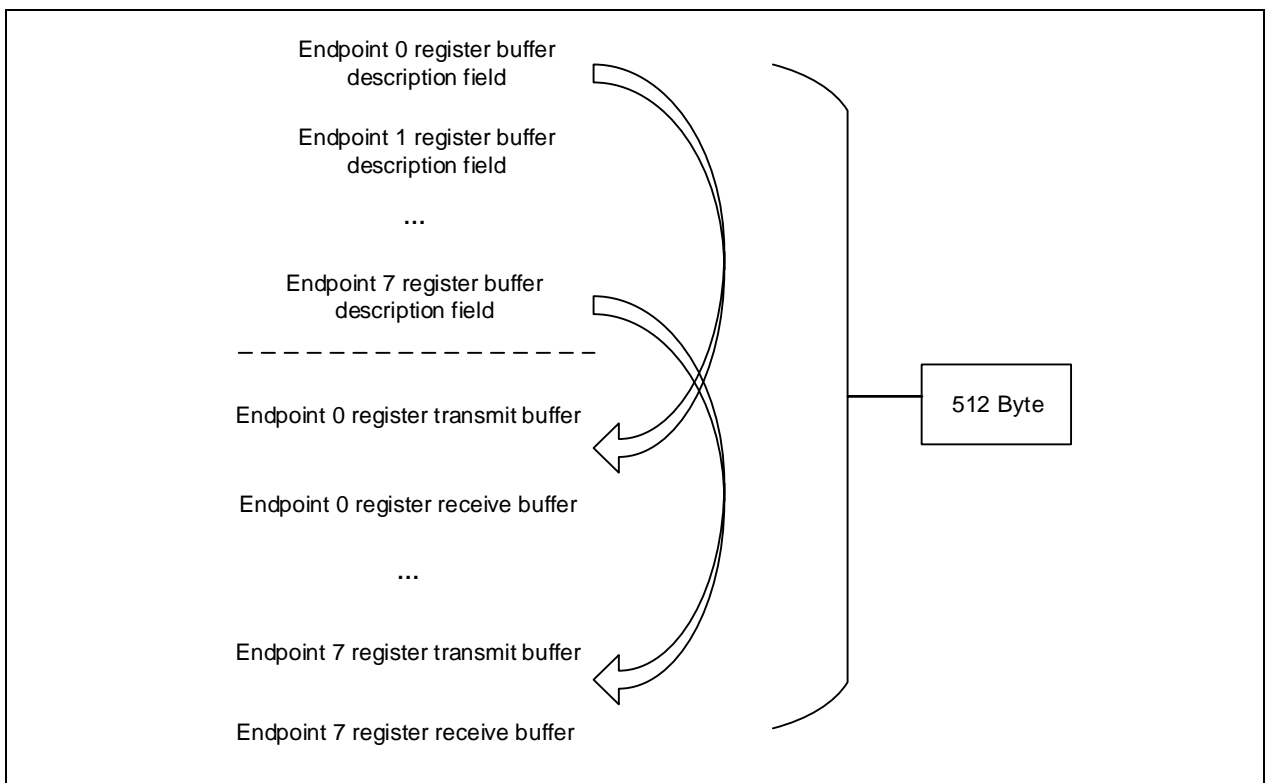 Endpoint 0 register buffer
description field
Endpoint 1 register buffer
description field
...
Endpoint 7 register buffer
description field
Endpoint 0 register transmit buffer
512 Byte
Endpoint 0 register receive buffer
...
Endpoint 7 register transmit buffer
Endpoint 7 register receive buffer